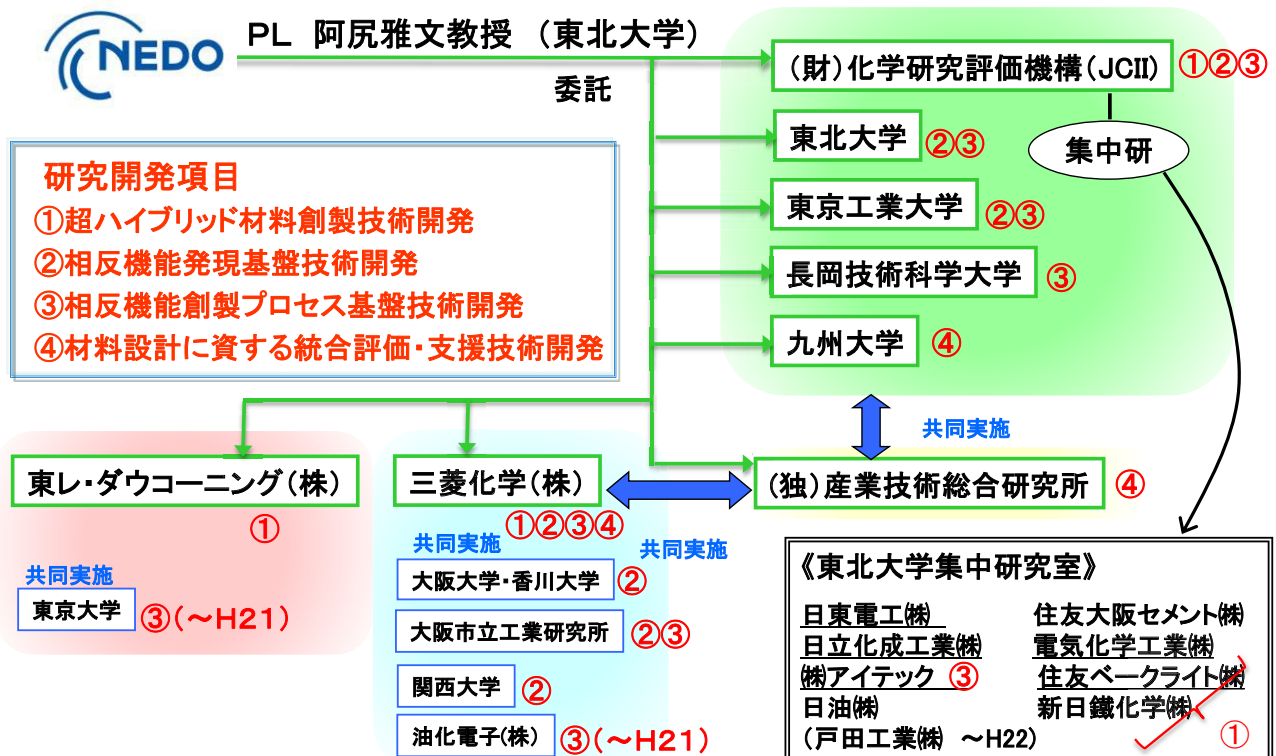 NEDO
PL 阿尻雅文教授 (東北大学)
委託
(財)化学研究評価機構(JCII) ①②③
集中研
東北大学 ②③
東京工業大学 ②③
長岡技術科学大学 ③
九州大学 ④
研究開発項目
①超ハイブリッド材料創製技術開発
②相反機能発現基盤技術開発
③相反機能創製プロセス基盤技術開発
④材料設計に資する統合評価・支援技術開発
共同実施
東レ・ダウコーニング(株)
①
共同実施
東京大学 ③(~H21)
三菱化学(株)
①②③④
共同実施
共同実施
大阪大学・香川大学 ②
大阪市立工業研究所 ②③
関西大学 ②
油化電子(株) ③(~H21)
(独)産業技術総合研究所 ④
《東北大学集中研究室》
日東電工㈱ 住友大阪セメント㈱
日立化成工業㈱ 電気化学工業㈱
㈱アイテック ③ 住友ベークライト㈱
日油㈱ 新日鐵化学㈱
(戸田工業㈱ ~H22) ①